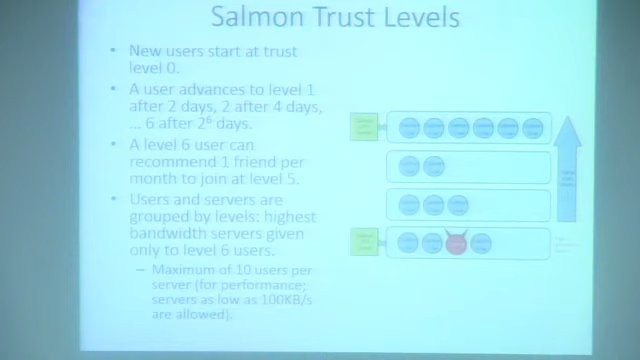 Salmon Trust Levels
• New users start at trust
level 0.
• A user advances to level 1
after 2 days, 2 after 4 days,
... 6 after 2⁶ days.
• A level 6 user can
recommend 1 friend per
month to join at level 5.
• Users and servers are
grouped by levels: highest
bandwidth servers given
only to level 6 users.
– Maximum of 10 users per
server (for performance;
servers as low as 100KB/s
are allowed).